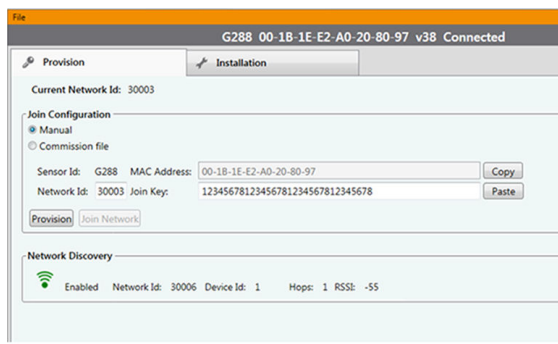 File
G288 00-1B-1E-E2-A0-20-80-97 v38 Connected
Provision
Installation
Current Network Id: 30003
Join Configuration
Manual
Commission file
Sensor Id: G288 MAC Address: 00-1B-1E-E2-A0-20-80-97 Copy
Network Id: 30003 Join Key: 12345678123456781234567812345678 Paste
Provision Join Network
Network Discovery
Enabled Network Id: 30006 Device Id: 1 Hops: 1 RSSI: -55